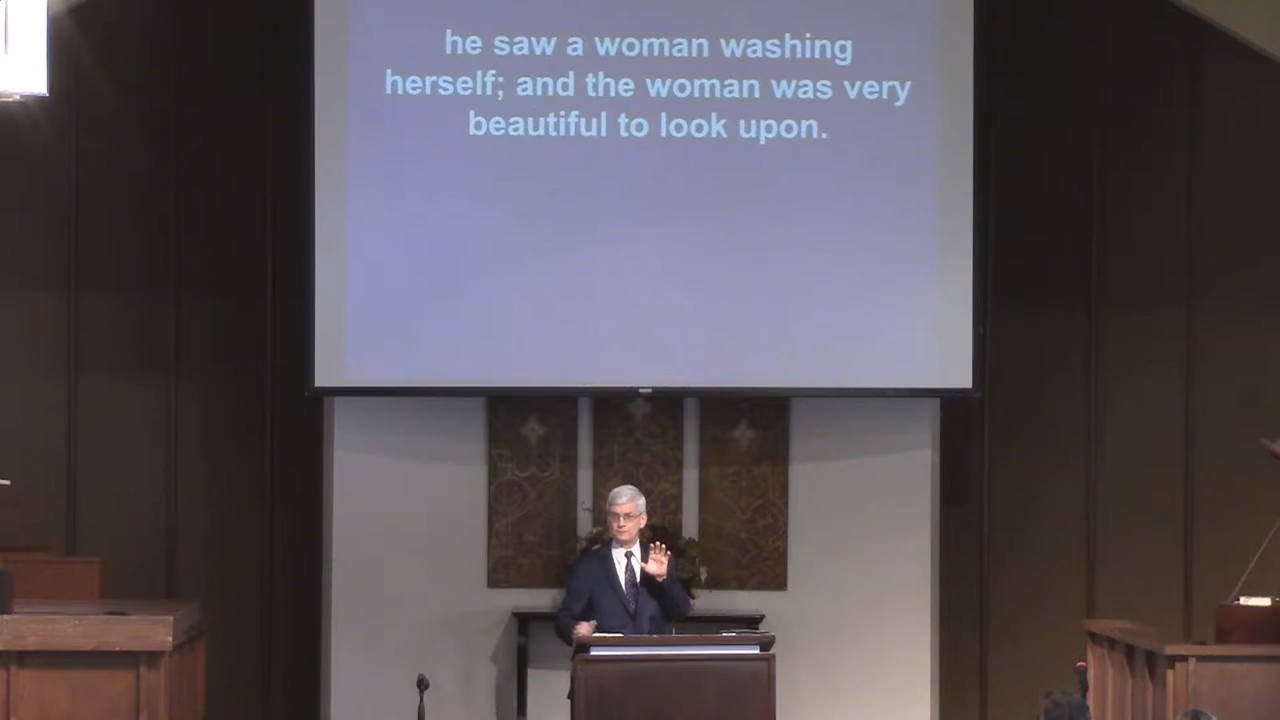 he saw a woman washing
herself; and the woman was very
beautiful to look upon.